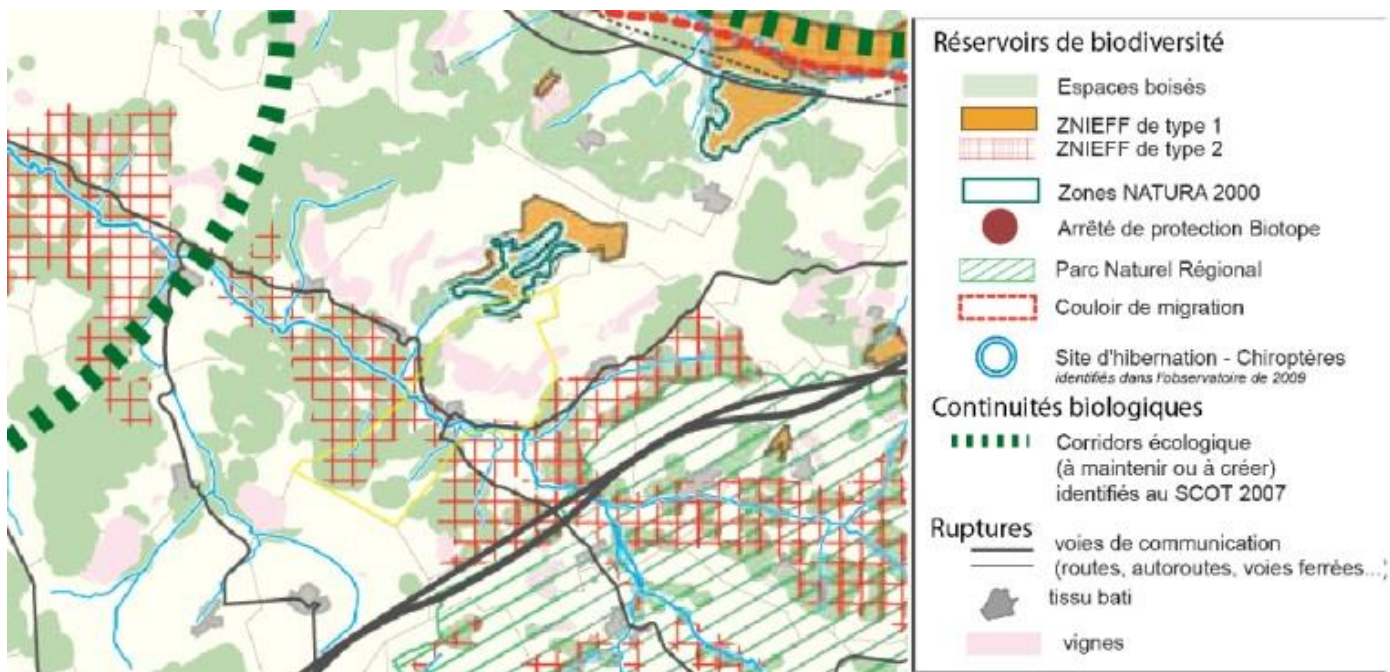 Réservoirs de biodiversité
Espaces boisés
ZNIEFF de type 1
ZNIEFF de type 2
Zones NATURA 2000
Arrêté de protection Biotope
Parc Naturel Régional
Couloir de migration
Site d'hibernation - Chiroptères
identifiés dans l'observatoire de 2009
Continuités biologiques
Corridors écologique
(à maintenir ou à créer)
identifiés au SCOT 2007
Ruptures
voies de communication
(routes, autoroutes, voies ferrées...)
tissu bati
vignes